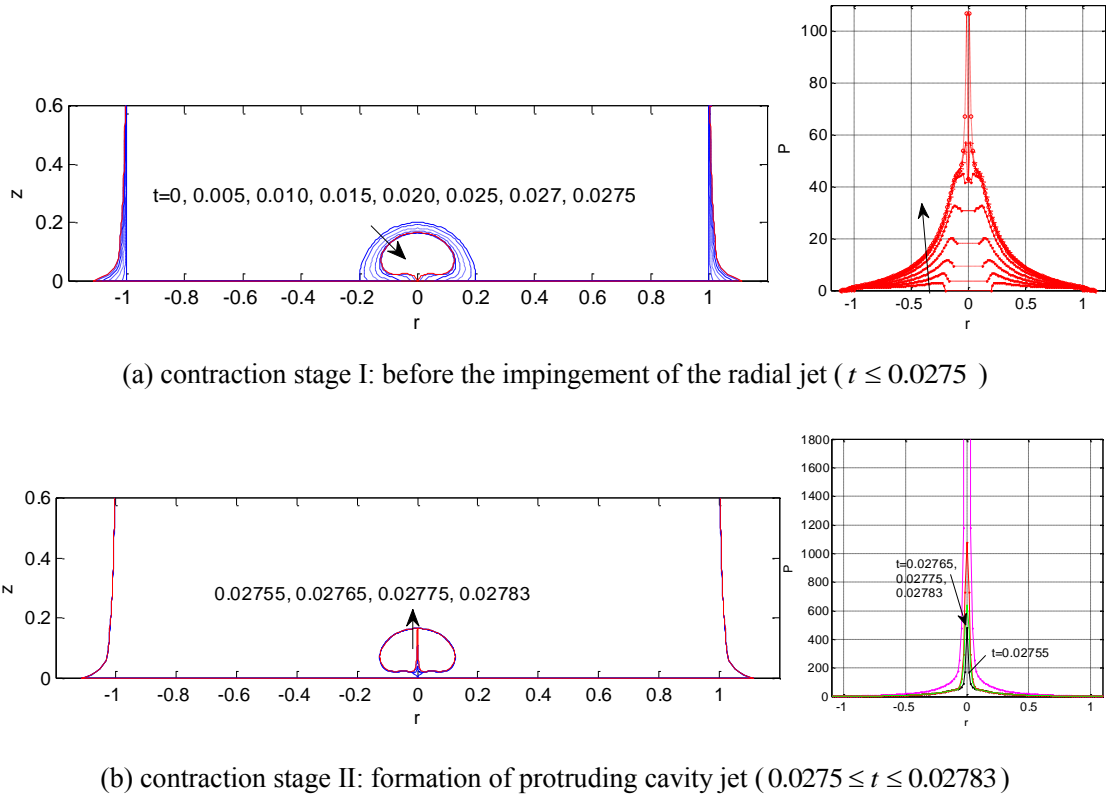 0.6
0.4
0.2
0
z
t=0, 0.005, 0.010, 0.015, 0.020, 0.025, 0.027, 0.0275
-1 -0.8 -0.6 -0.4 -0.2 0 0.2 0.4 0.6 0.8 1
r
100
80
60
40
20
0
P
-1 -0.5 0 0.5 1
r
(a) contraction stage I: before the impingement of the radial jet ( t ≤ 0.0275 )
0.6
0.4
0.2
0
z
0.02755, 0.02765, 0.02775, 0.02783
-1 -0.8 -0.6 -0.4 -0.2 0 0.2 0.4 0.6 0.8 1
r
1800
1600
1400
1200
1000
800
600
400
200
0
P
t=0.02765,
0.02775,
0.02783
t=0.02755
-1 -0.5 0 0.5 1
r
(b) contraction stage II: formation of protruding cavity jet ( 0.0275 ≤ t ≤ 0.02783 )